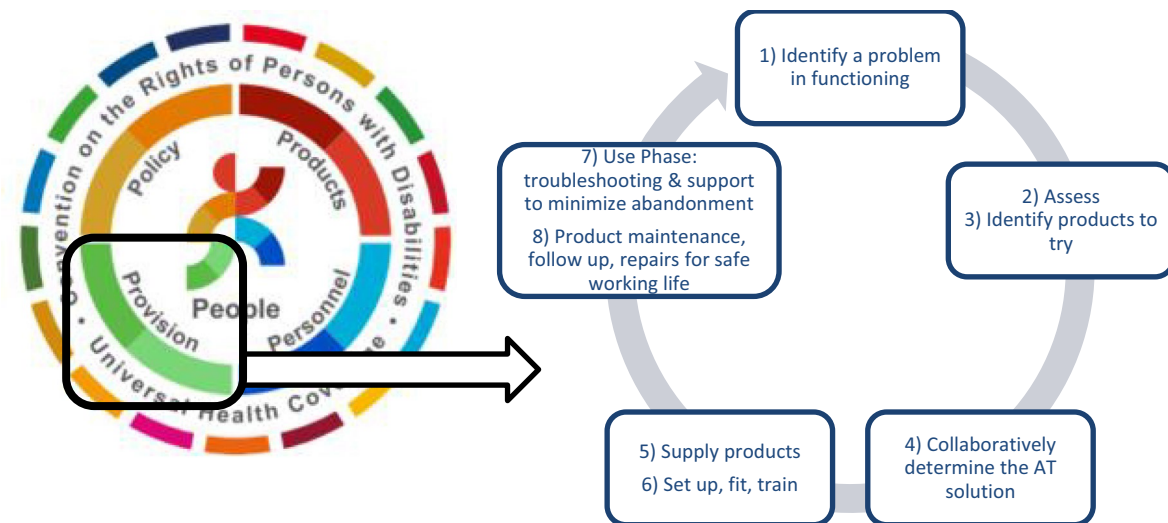 Convention on the Rights of Persons with Disabilities •
Policy
Products
Provision
People
Personnel
• Universal Health Cove
e
1) Identify a problem
in functioning
2) Assess
3) Identify products to
try
4) Collaboratively
determine the AT
solution
5) Supply products
6) Set up, fit, train
7) Use Phase:
troubleshooting & support
to minimize abandonment
8) Product maintenance,
follow up, repairs for safe
working life